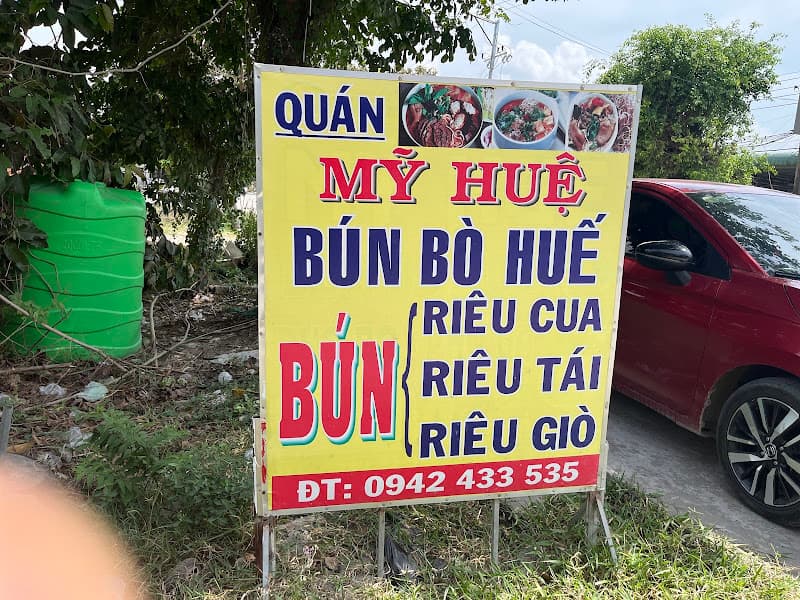 QUÁN
MỸ HUỆ
BÚN BÒ HUẾ
BÚN
RIÊU CUA
RIÊU TÁI
RIÊU GIÒ
ĐT: 0942 433 535